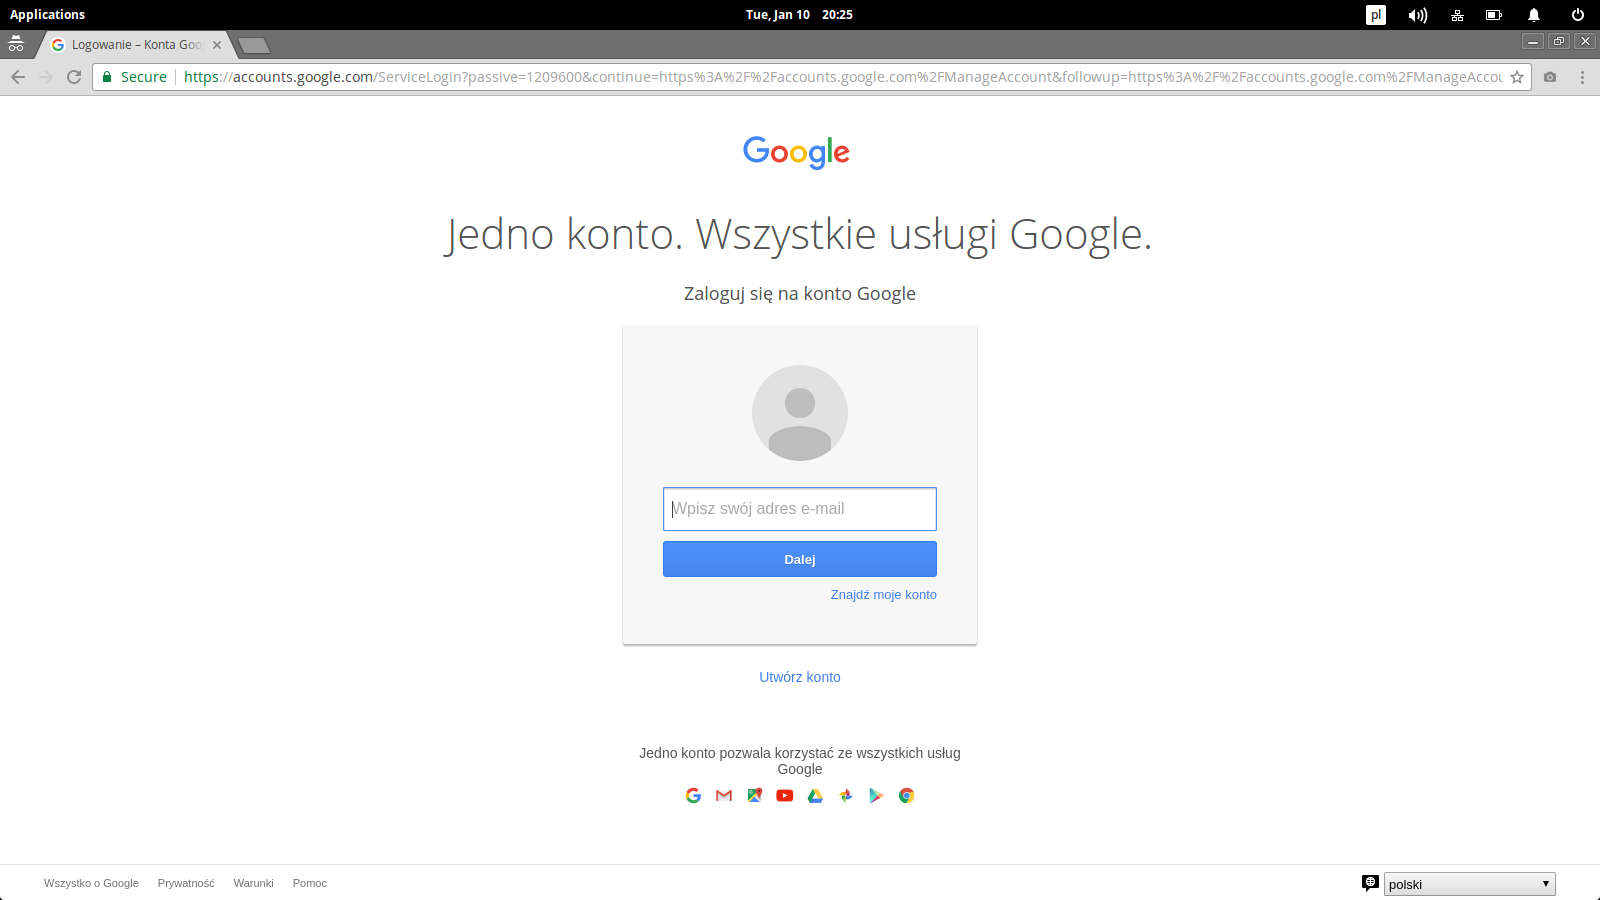 Applications
Tue, Jan 10 20:25
pl
Logowanie – Konta Goo
Secure
https://accounts.google.com/ServiceLogin?passive=1209600&continue=https%3A%2F%2Faccounts.google.com%2FManageAccount&followup=https%3A%2F%2Faccounts.google.com%2FManageAccou
Google
Jedno konto. Wszystkie usługi Google.
Zaloguj się na konto Google
Wpisz swój adres e-mail
Dalej
Znajdź moje konto
Utwórz konto
Jedno konto pozwala korzystać ze wszystkich usług
Google
Wszystko o Google Prywatność Warunki Pomoc
polski